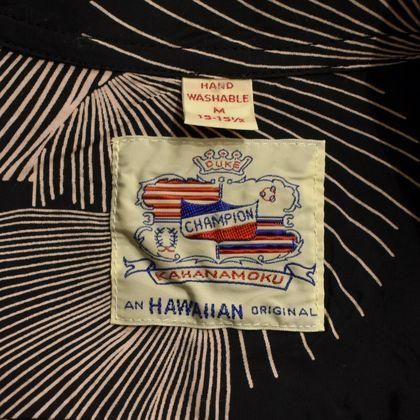 HAND
WASHABLE
M
15-15½
DUKE
CHAMPION
KAHANAMOKU
AN HAWAIIAN ORIGINAL